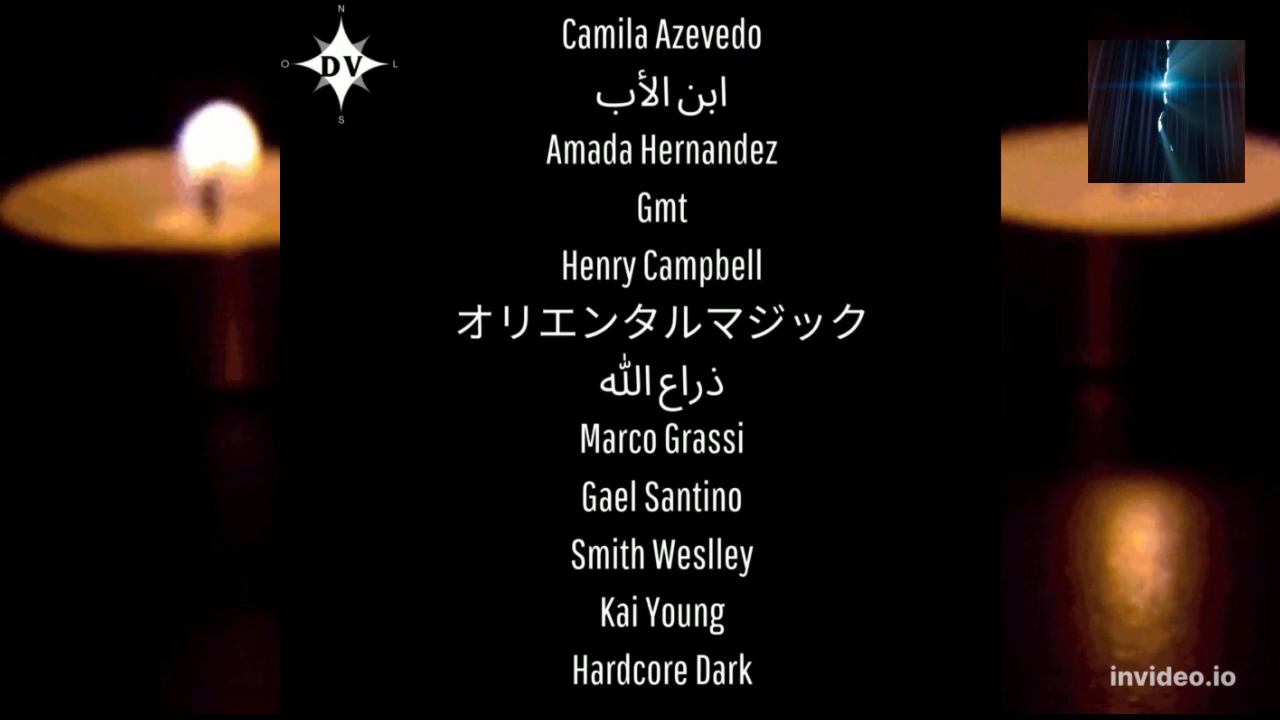 N
O DV L
S
Camila Azevedo
ابن الأب
Amada Hernandez
Gmt
Henry Campbell
オリエンタルマジック
ذراع الله
Marco Grassi
Gael Santino
Smith Weslley
Kai Young
Hardcore Dark
invideo.io